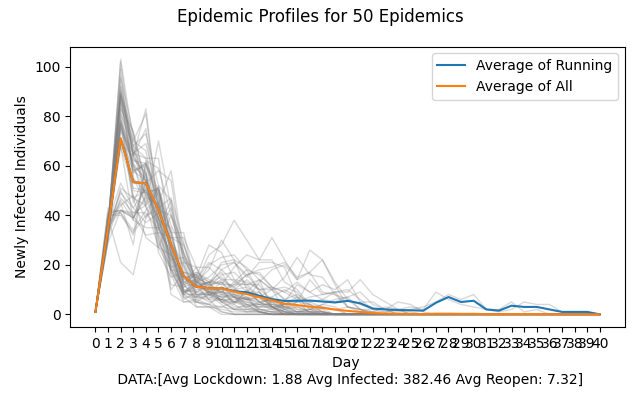 Epidemic Profiles for 50 Epidemics
Average of Running
Average of All
Newly Infected Individuals
100
80
60
40
20
0
0 1 2 3 4 5 6 7 8 9 10 11 12 13 14 15 16 17 18 19 20 21 22 23 24 25 26 27 28 29 30 31 32 33 34 35 36 37 38 39 40
Day
DATA:[Avg Lockdown: 1.88 Avg Infected: 382.46 Avg Reopen: 7.32]